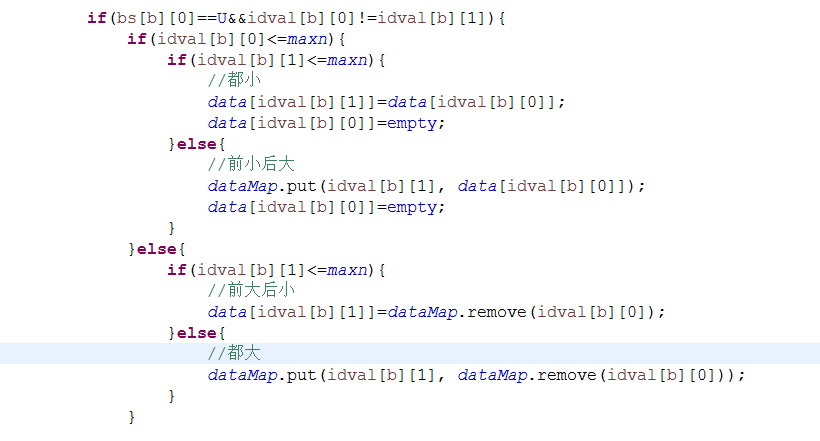 if(bs[b][0]==U&&idval[b][0]!=idval[b][1]){
if(idval[b][0]<=maxn){
if(idval[b][1]<=maxn){
//都小
data[idval[b][1]]=data[idval[b][0]];
data[idval[b][0]]=empty;
}else{
//前小后大
dataMap.put(idval[b][1], data[idval[b][0]]);
data[idval[b][0]]=empty;
}
}else{
if(idval[b][1]<=maxn){
//前大后小
data[idval[b][1]]=dataMap.remove(idval[b][0]);
}else{
//都大
dataMap.put(idval[b][1], dataMap.remove(idval[b][0]));
}
}